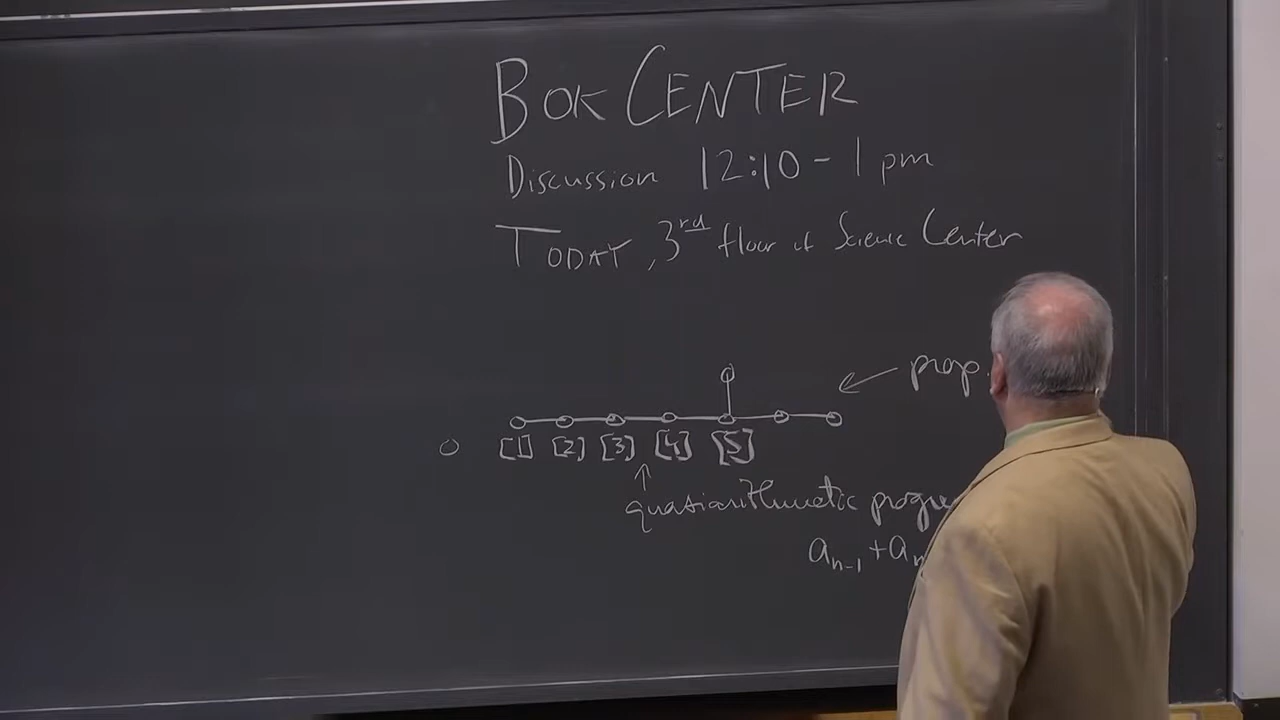 BOK CENTER
Discussion 12:10 - 1 pm
TODAY, 3rd floor of Science Center
prop.
0 [1] [2] [3] [4] [5]
↑
quasiarithmetic progre
aₙ₋₁ + aₙ